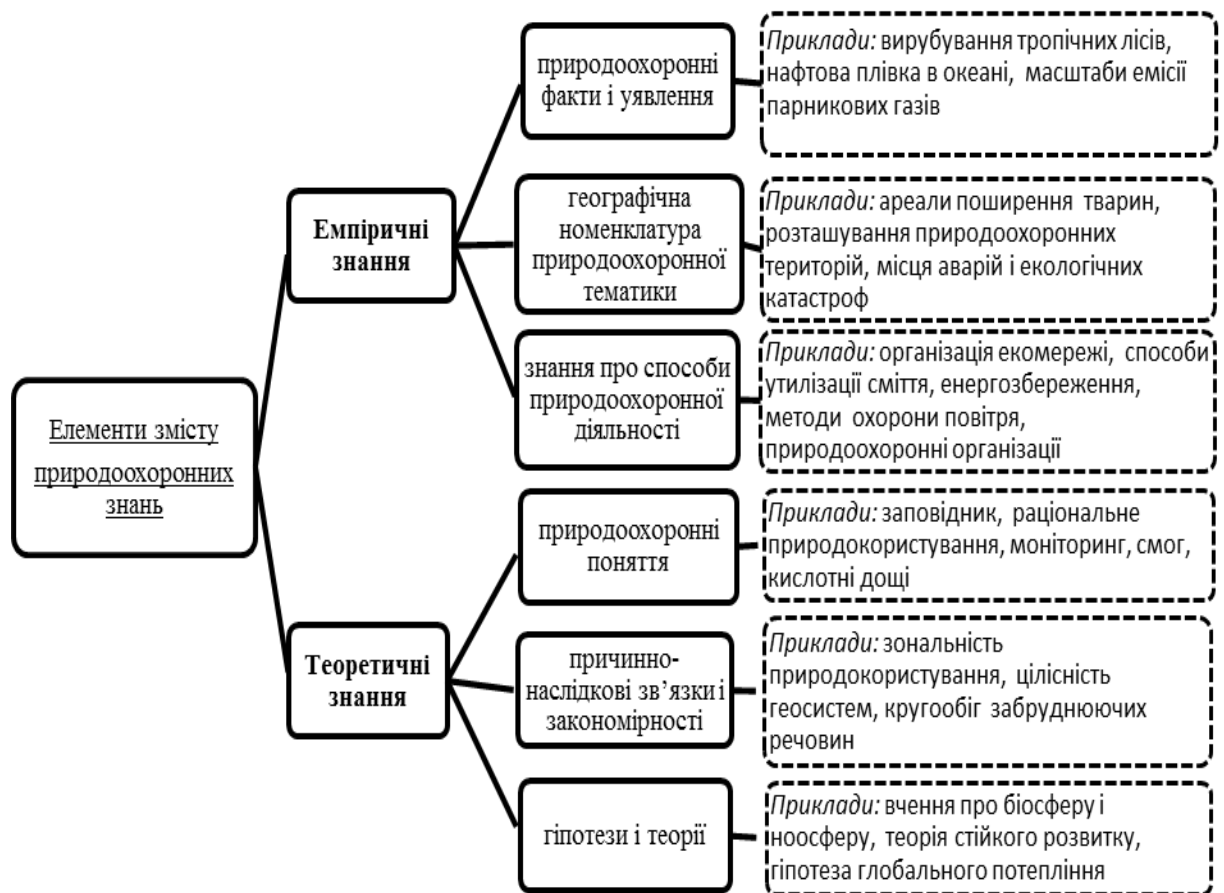 Елементи змісту
природоохоронних
знань
Емпіричні
знання
природоохоронні
факти і уявлення
Приклади: вирубування тропічних лісів,
нафтова плівка в океані, масштаби емісії
парникових газів
географічна
номенклатура
природоохоронної
тематики
Приклади: ареали поширення тварин,
розташування природоохоронних
територій, місця аварій і екологічних
катастроф
знання про способи
природоохоронної
діяльності
Приклади: організація екомережі, способи
утилізації сміття, енергозбереження,
методи охорони повітря,
природоохоронні організації
Теоретичні
знання
природоохоронні
поняття
Приклади: заповідник, раціональне
природокористування, моніторинг, смог,
кислотні дощі
причинно-
наслідкові зв’язки і
закономірності
Приклади: зональність
природокористування, цілісність
геосистем, кругообіг забруднюючих
речовин
гіпотези і теорії
Приклади: вчення про біосферу і
ноосферу, теорія стійкого розвитку,
гіпотеза глобального потепління